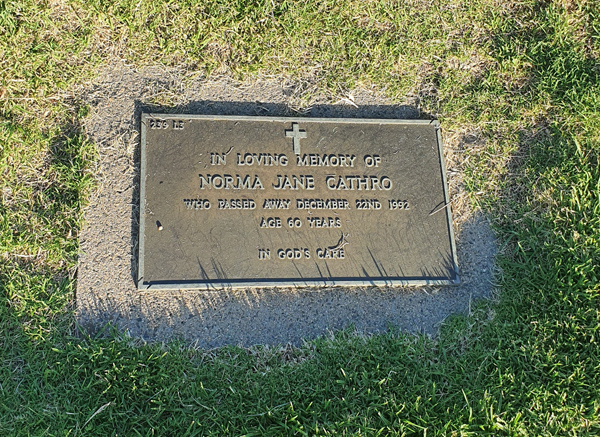 259 LS
IN LOVING MEMORY OF
NORMA JANE CATHRO
WHO PASSED AWAY DECEMBER 22ND 1992
AGE 60 YEARS
IN GOD'S CARE